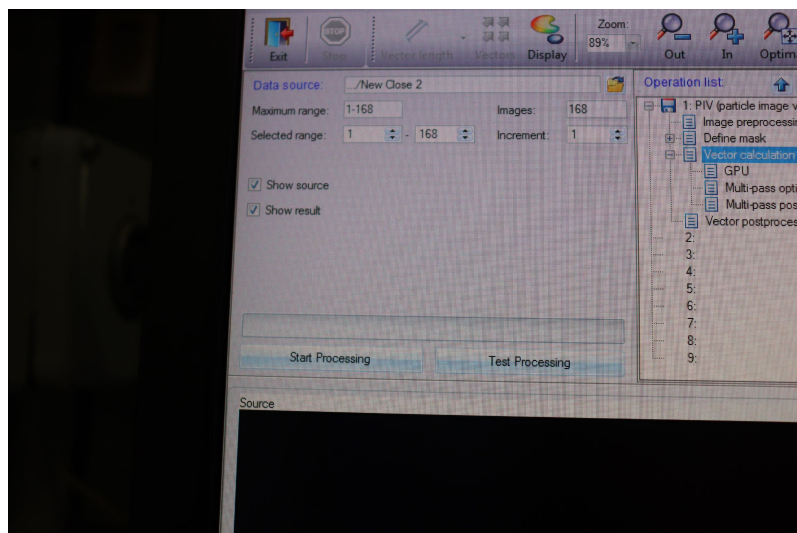 STOP
Zoom:
89%
Exit
Stop
Vector length
Vectors
Display
Out
In
Data source:
.../New Close 2
Maximum range:
1-168
Images:
168
Selected range:
1
-
168
Increment:
1
Show source
Show result
Start Processing
Test Processing
Source
Operation list:
1: PIV (particle image v
Image preprocessin
Define mask
Vector calculation
GPU
Multi-pass opti
Multi-pass pos
Vector postproces
2:
3:
4:
5:
6:
7:
8:
9: